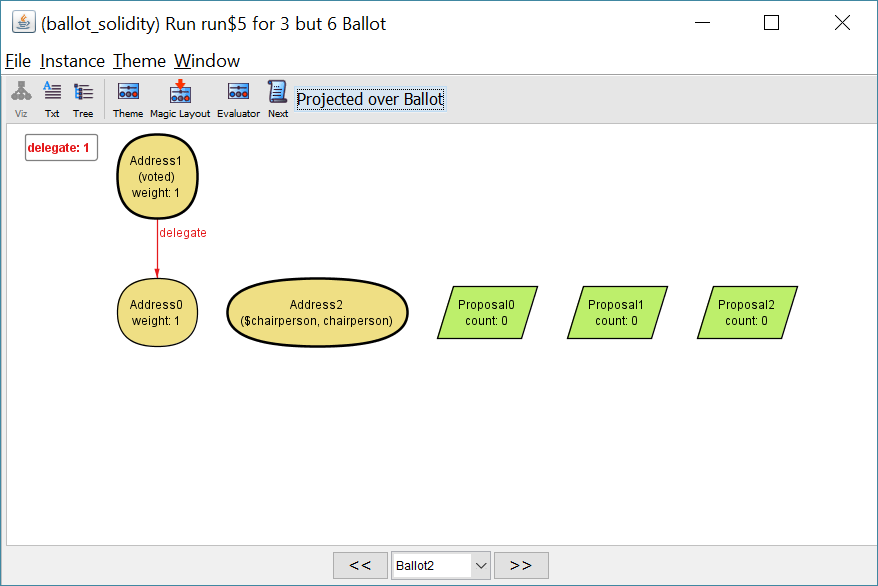 (ballot_solidity) Run run$5 for 3 but 6 Ballot
File Instance Theme Window
Viz Txt Tree Theme Magic Layout Evaluator Next Projected over Ballot
delegate: 1
Address1
(voted)
weight: 1
delegate
Address0
weight: 1
Address2
($chairperson, chairperson)
Proposal0
count: 0
Proposal1
count: 0
Proposal2
count: 0
<< Ballot2 >>